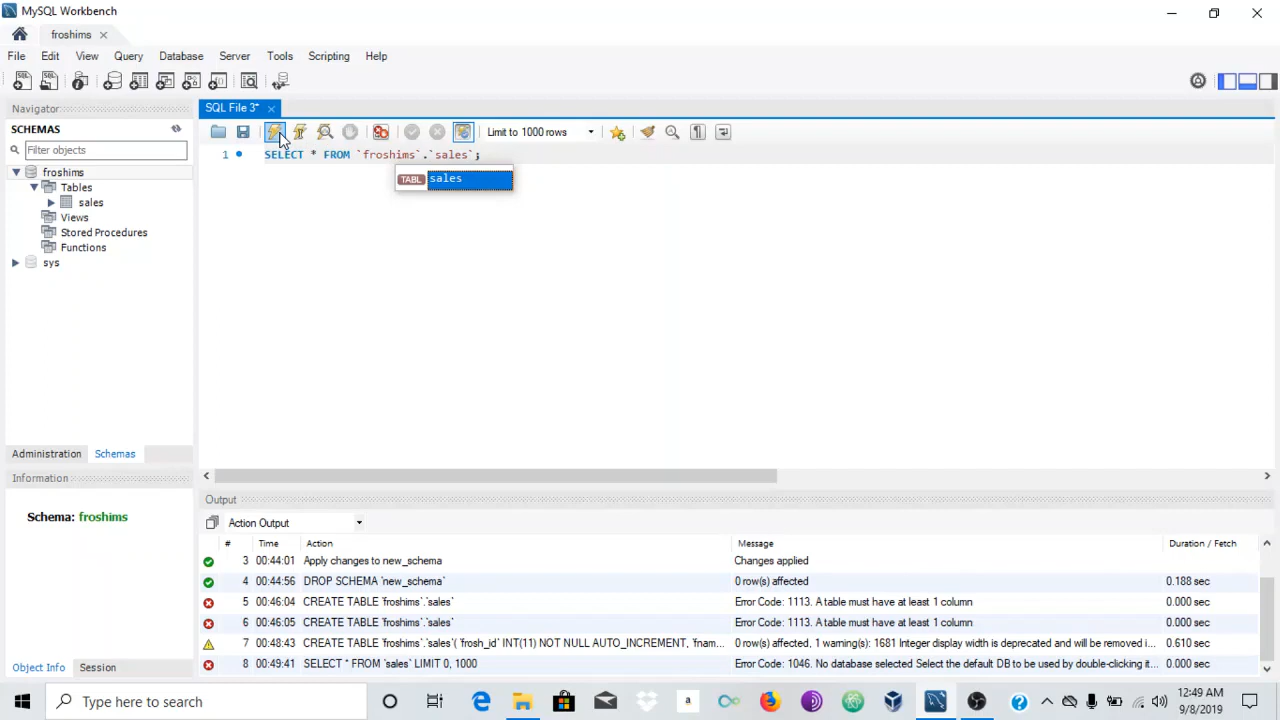 MySQL Workbench
froshims
File Edit View Query Database Server Tools Scripting Help
Navigator
SCHEMAS
Filter objects
froshims
Tables
sales
Views
Stored Procedures
Functions
sys
Administration Schemas
Information
Schema: froshims
Object Info Session
SQL File 3*
Limit to 1000 rows
1 SELECT * FROM `froshims`.`sales`;
TABL sales
Output
Action Output
# Time Action Message Duration / Fetch
3 00:44:01 Apply changes to new_schema Changes applied
4 00:44:56 DROP SCHEMA `new_schema` 0 row(s) affected 0.188 sec
5 00:46:04 CREATE TABLE `froshims`.`sales` Error Code: 1113. A table must have at least 1 column 0.000 sec
6 00:46:05 CREATE TABLE `froshims`.`sales` Error Code: 1113. A table must have at least 1 column 0.000 sec
7 00:48:43 CREATE TABLE `froshims`.`sales`( `frosh_id` INT(11) NOT NULL AUTO_INCREMENT, `fnam... 0 row(s) affected, 1 warning(s): 1681 Integer display width is deprecated and will be removed i... 0.610 sec
8 00:49:41 SELECT * FROM `sales` LIMIT 0, 1000 Error Code: 1046. No database selected Select the default DB to be used by double-clicking it... 0.000 sec
Type here to search
12:49 AM
9/8/2019